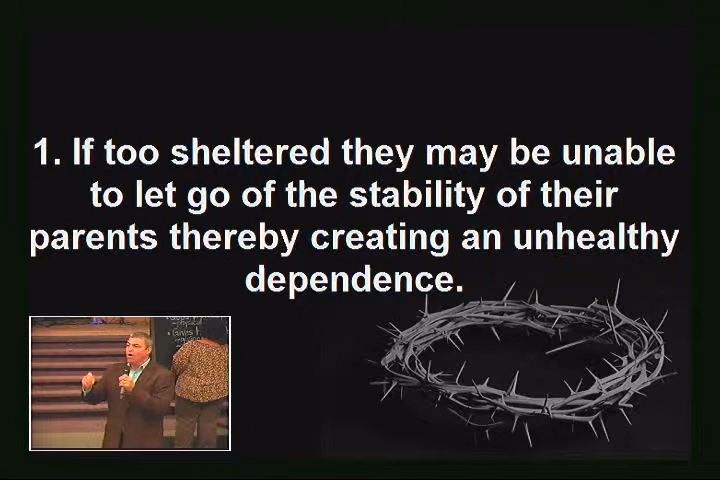 1. If too sheltered they may be unable
to let go of the stability of their
parents thereby creating an unhealthy
dependence.